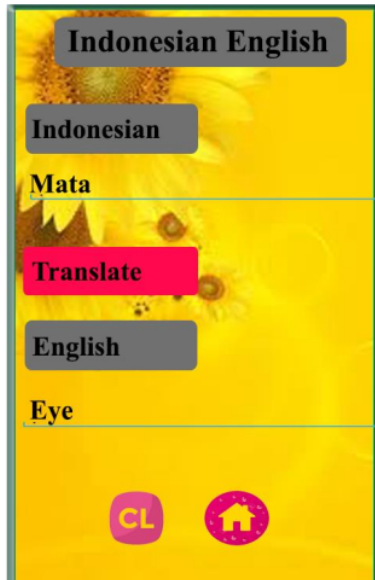 Indonesian English
Indonesian
Mata
Translate
English
Eye
CL